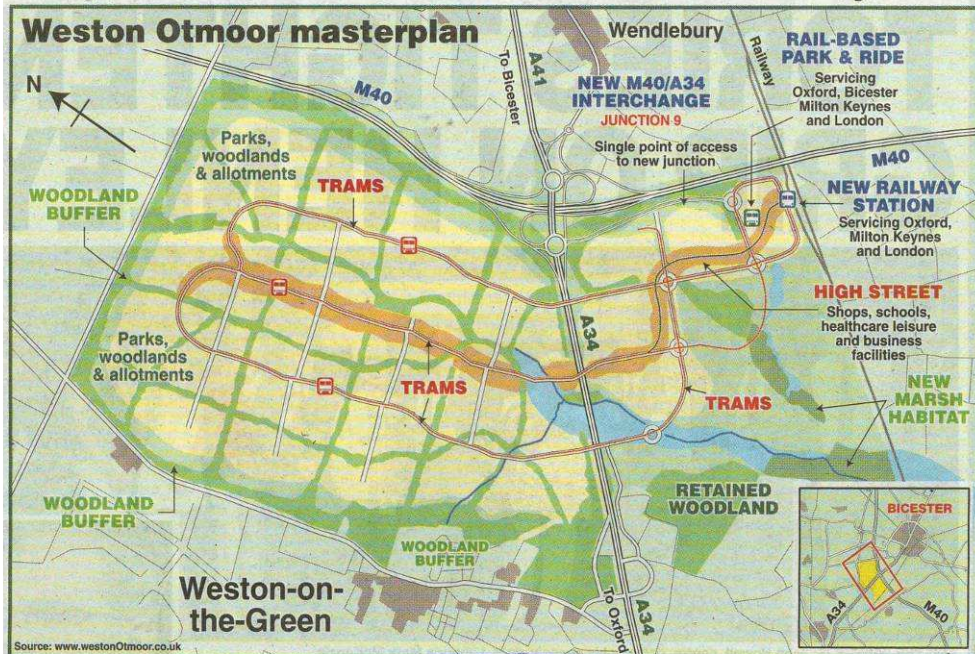 Weston Otmoor masterplan
N
M40
To Bicester
A41
Wendlebury
NEW M40/A34
INTERCHANGE
JUNCTION 9
Single point of access
to new junction
Railway
RAIL-BASED
PARK & RIDE
Servicing
Oxford, Bicester
Milton Keynes
and London
M40
NEW RAILWAY
STATION
Servicing Oxford,
Milton Keynes
and London
HIGH STREET
Shops, schools,
healthcare leisure
and business
facilities
NEW
MARSH
HABITAT
Parks,
woodlands
& allotments
WOODLAND
BUFFER
TRAMS
Parks,
woodlands
& allotments
TRAMS
A34
TRAMS
WOODLAND
BUFFER
WOODLAND
BUFFER
RETAINED
WOODLAND
Weston-on-
the-Green
To Oxford
A34
BICESTER
A34
M40
Source: www.westonOtmoor.co.uk